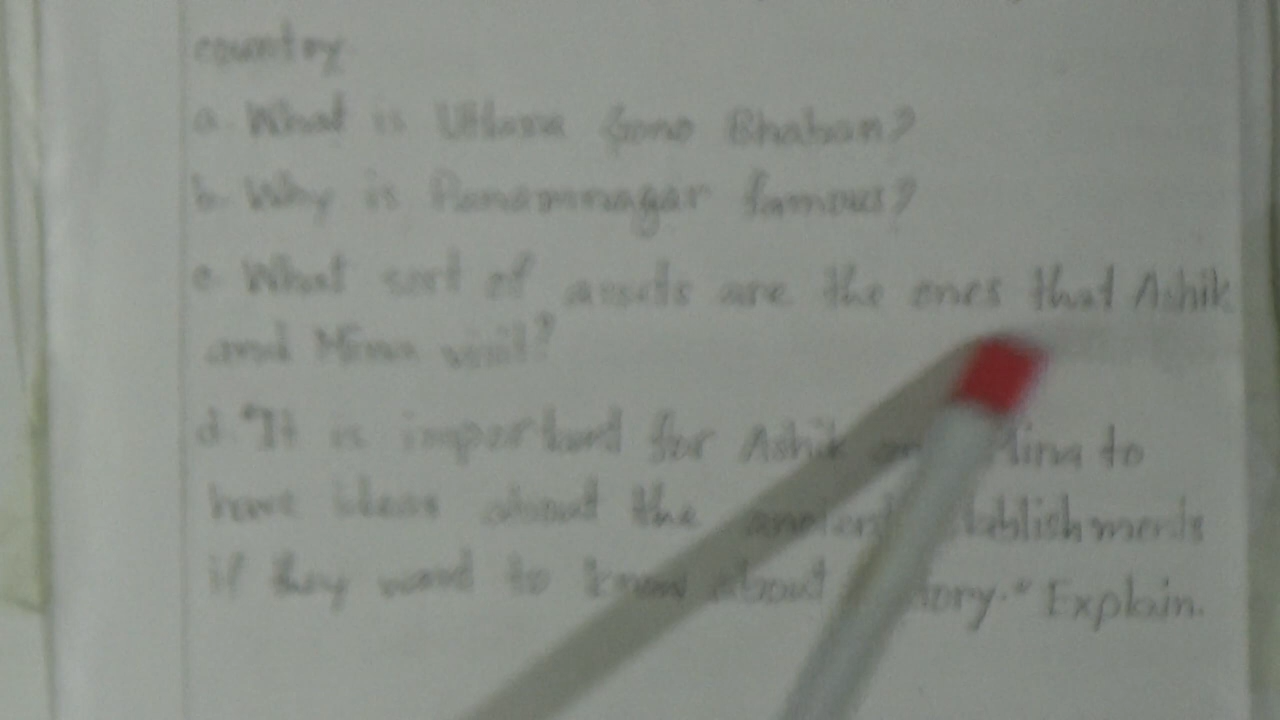 country.
a. What is Uttara Gono Bhaban?
b. Why is Panamnagar famous?
c. What sort of assets are the ones that Ashik
and Mina visit?
d. "It is important for Ashik Mina to
have ideas about the ancient
if they want to know about Explain.